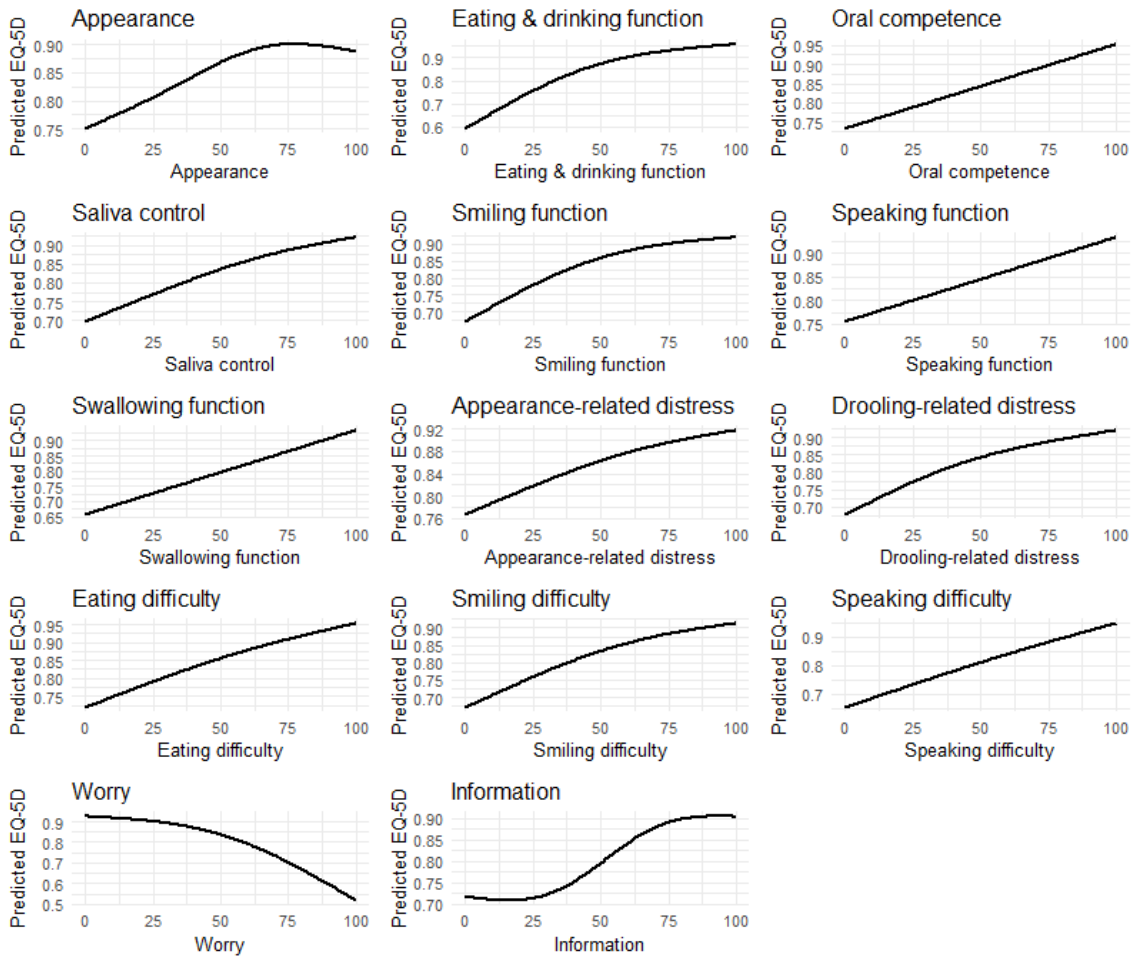 Appearance
Predicted EQ-5D
0.90
0.85
0.80
0.75
0 25 50 75 100
Appearance
Eating & drinking function
Predicted EQ-5D
0.9
0.8
0.7
0.6
0 25 50 75 100
Eating & drinking function
Oral competence
Predicted EQ-5D
0.95
0.90
0.85
0.80
0.75
0 25 50 75 100
Oral competence
Saliva control
Predicted EQ-5D
0.90
0.85
0.80
0.75
0.70
0 25 50 75 100
Saliva control
Smiling function
Predicted EQ-5D
0.90
0.85
0.80
0.75
0.70
0 25 50 75 100
Smiling function
Speaking function
Predicted EQ-5D
0.90
0.85
0.80
0.75
0 25 50 75 100
Speaking function
Swallowing function
Predicted EQ-5D
0.90
0.85
0.80
0.75
0.70
0.65
0 25 50 75 100
Swallowing function
Appearance-related distress
Predicted EQ-5D
0.92
0.88
0.84
0.80
0.76
0 25 50 75 100
Appearance-related distress
Drooling-related distress
Predicted EQ-5D
0.90
0.85
0.80
0.75
0.70
0 25 50 75 100
Drooling-related distress
Eating difficulty
Predicted EQ-5D
0.95
0.90
0.85
0.80
0.75
0 25 50 75 100
Eating difficulty
Smiling difficulty
Predicted EQ-5D
0.90
0.85
0.80
0.75
0.70
0 25 50 75 100
Smiling difficulty
Speaking difficulty
Predicted EQ-5D
0.9
0.8
0.7
0 25 50 75 100
Speaking difficulty
Worry
Predicted EQ-5D
0.9
0.8
0.7
0.6
0.5
0 25 50 75 100
Worry
Information
Predicted EQ-5D
0.90
0.85
0.80
0.75
0.70
0 25 50 75 100
Information